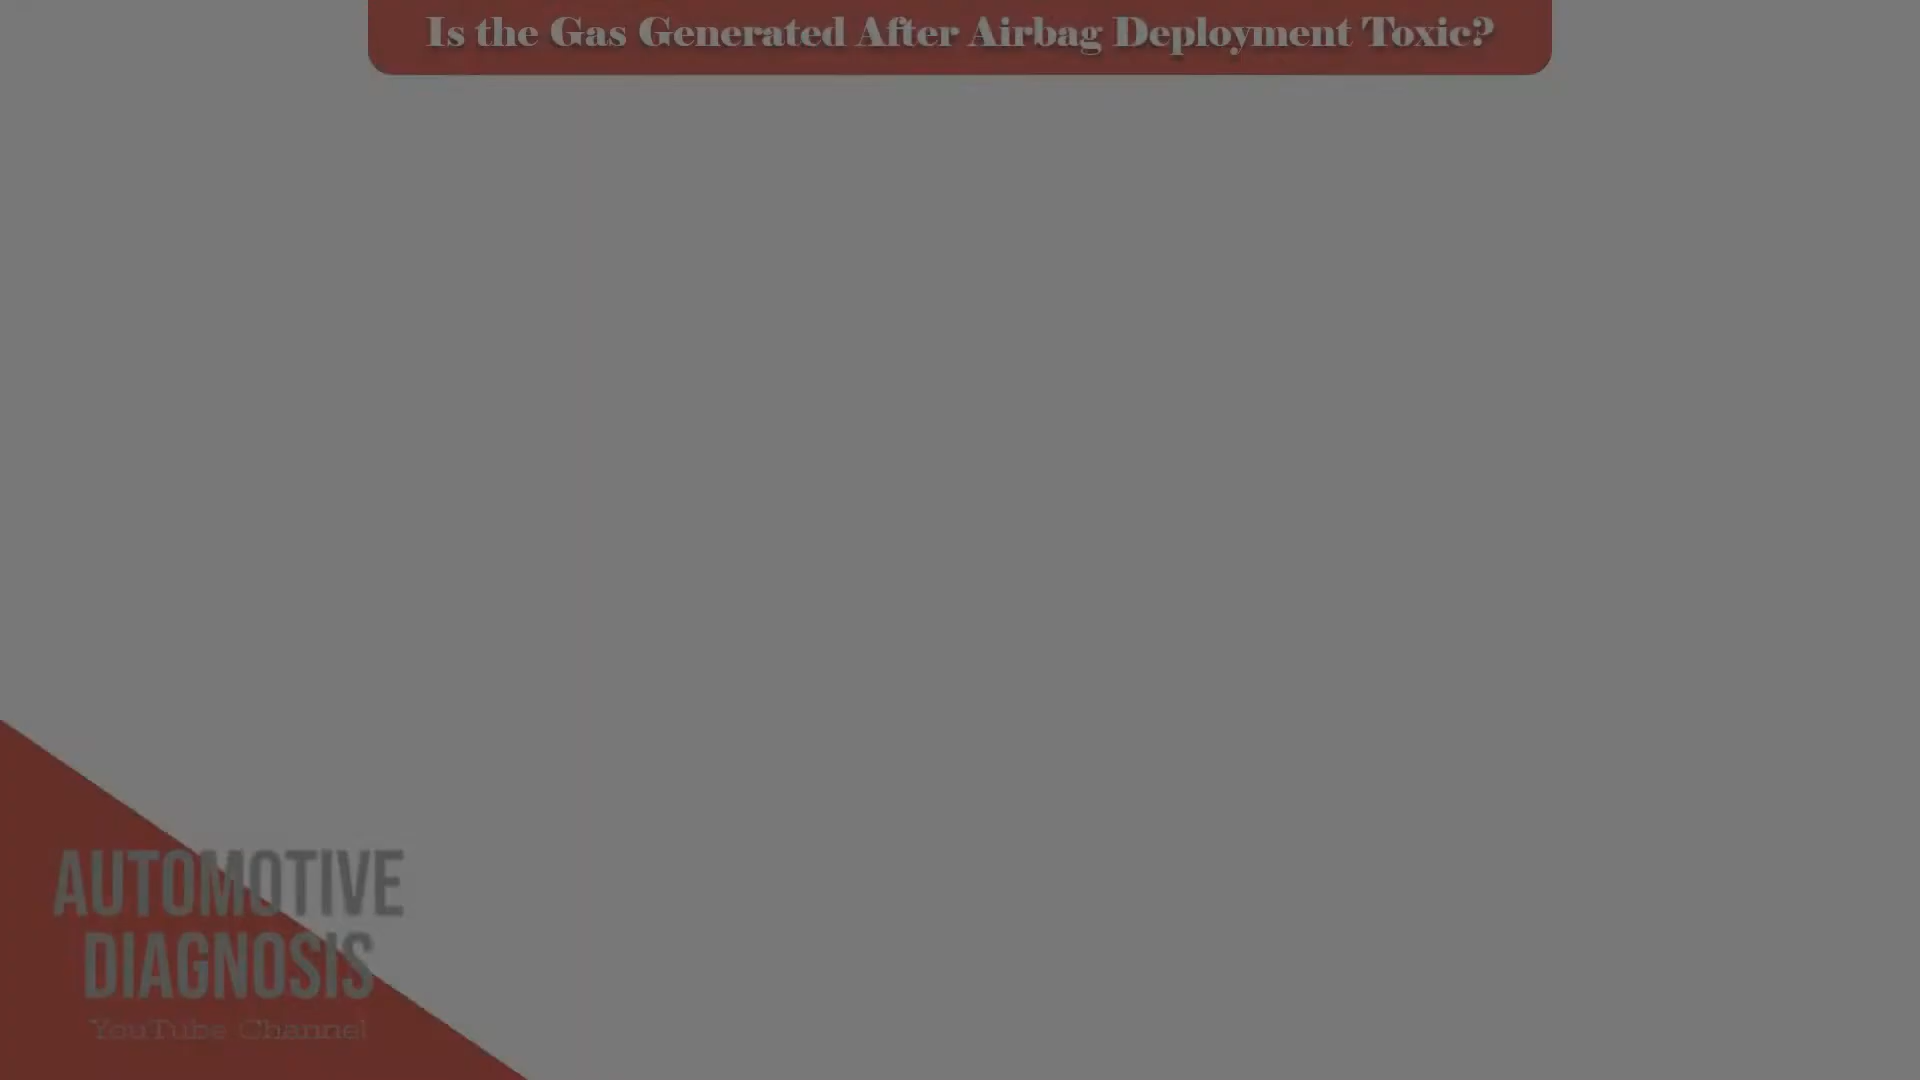 Is the Gas Generated After Airbag Deployment Toxic?
AUTOMOTIVE
DIAGNOSIS
YouTube Channel